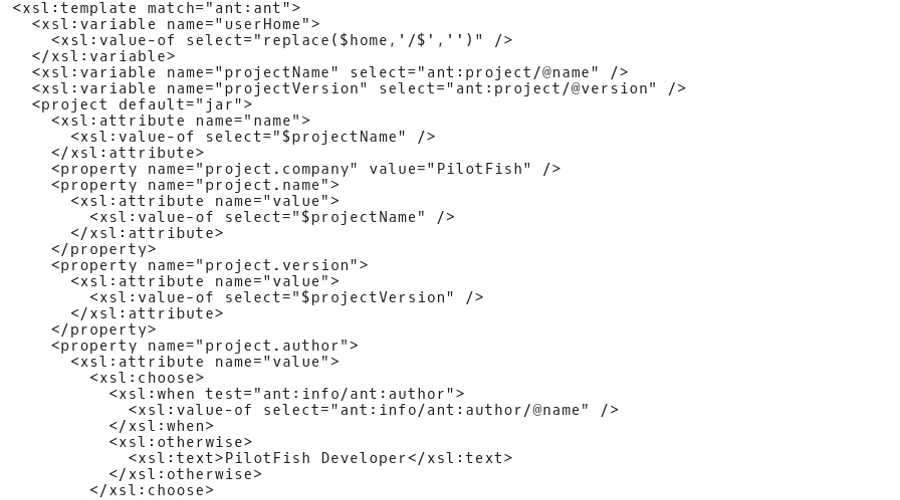 <xsl:template match="ant:ant">
<xsl:variable name="userHome">
<xsl:value-of select="replace($home,'/$','')" />
</xsl:variable>
<xsl:variable name="projectName" select="ant:project/@name" />
<xsl:variable name="projectVersion" select="ant:project/@version" />
<project default="jar">
<xsl:attribute name="name">
<xsl:value-of select="$projectName" />
</xsl:attribute>
<property name="project.company" value="PilotFish" />
<property name="project.name">
<xsl:attribute name="value">
<xsl:value-of select="$projectName" />
</xsl:attribute>
</property>
<property name="project.version">
<xsl:attribute name="value">
<xsl:value-of select="$projectVersion" />
</xsl:attribute>
</property>
<property name="project.author">
<xsl:attribute name="value">
<xsl:choose>
<xsl:when test="ant:info/ant:author">
<xsl:value-of select="ant:info/ant:author/@name" />
</xsl:when>
<xsl:otherwise>
<xsl:text>PilotFish Developer</xsl:text>
</xsl:otherwise>
</xsl:choose>